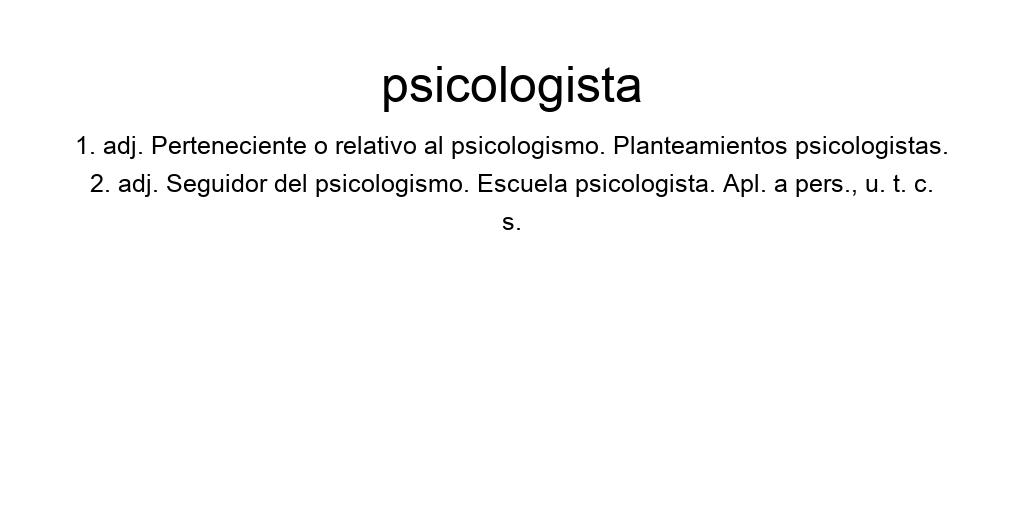 psicologista
1. adj. Perteneciente o relativo al psicologismo. Planteamientos psicologistas.
2. adj. Seguidor del psicologismo. Escuela psicologista. Apl. a pers., u. t. c.
s.